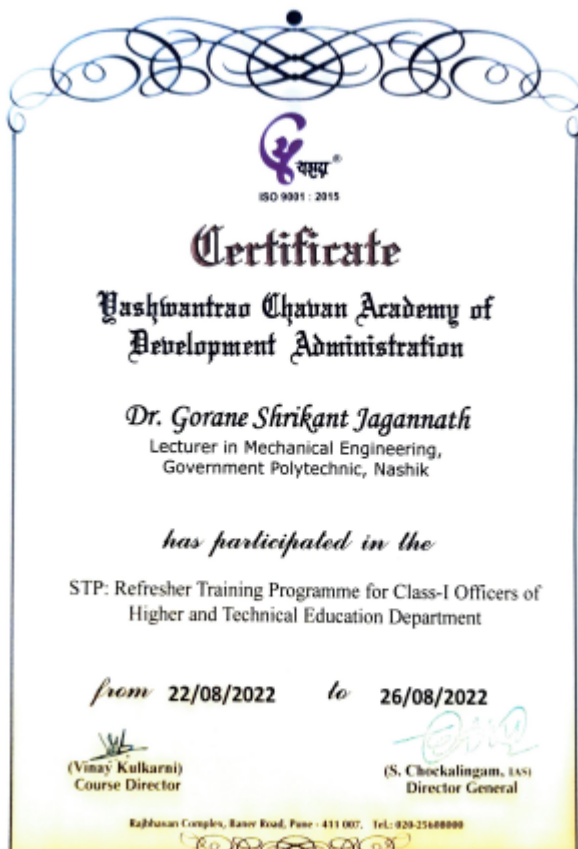 यशदा ®
ISO 9001 : 2015
Certificate
Yashwantrao Chavan Academy of
Development Administration
Dr. Gorane Shrikant Jagannath
Lecturer in Mechanical Engineering,
Government Polytechnic, Nashik
has participated in the
STP: Refresher Training Programme for Class-I Officers of
Higher and Technical Education Department
from 22/08/2022 to 26/08/2022
(Vinay Kulkarni) (S. Chockalingam, IAS)
Course Director Director General
Rajbhavan Complex, Baner Road, Pune - 411 007. Tel.: 020-25608000